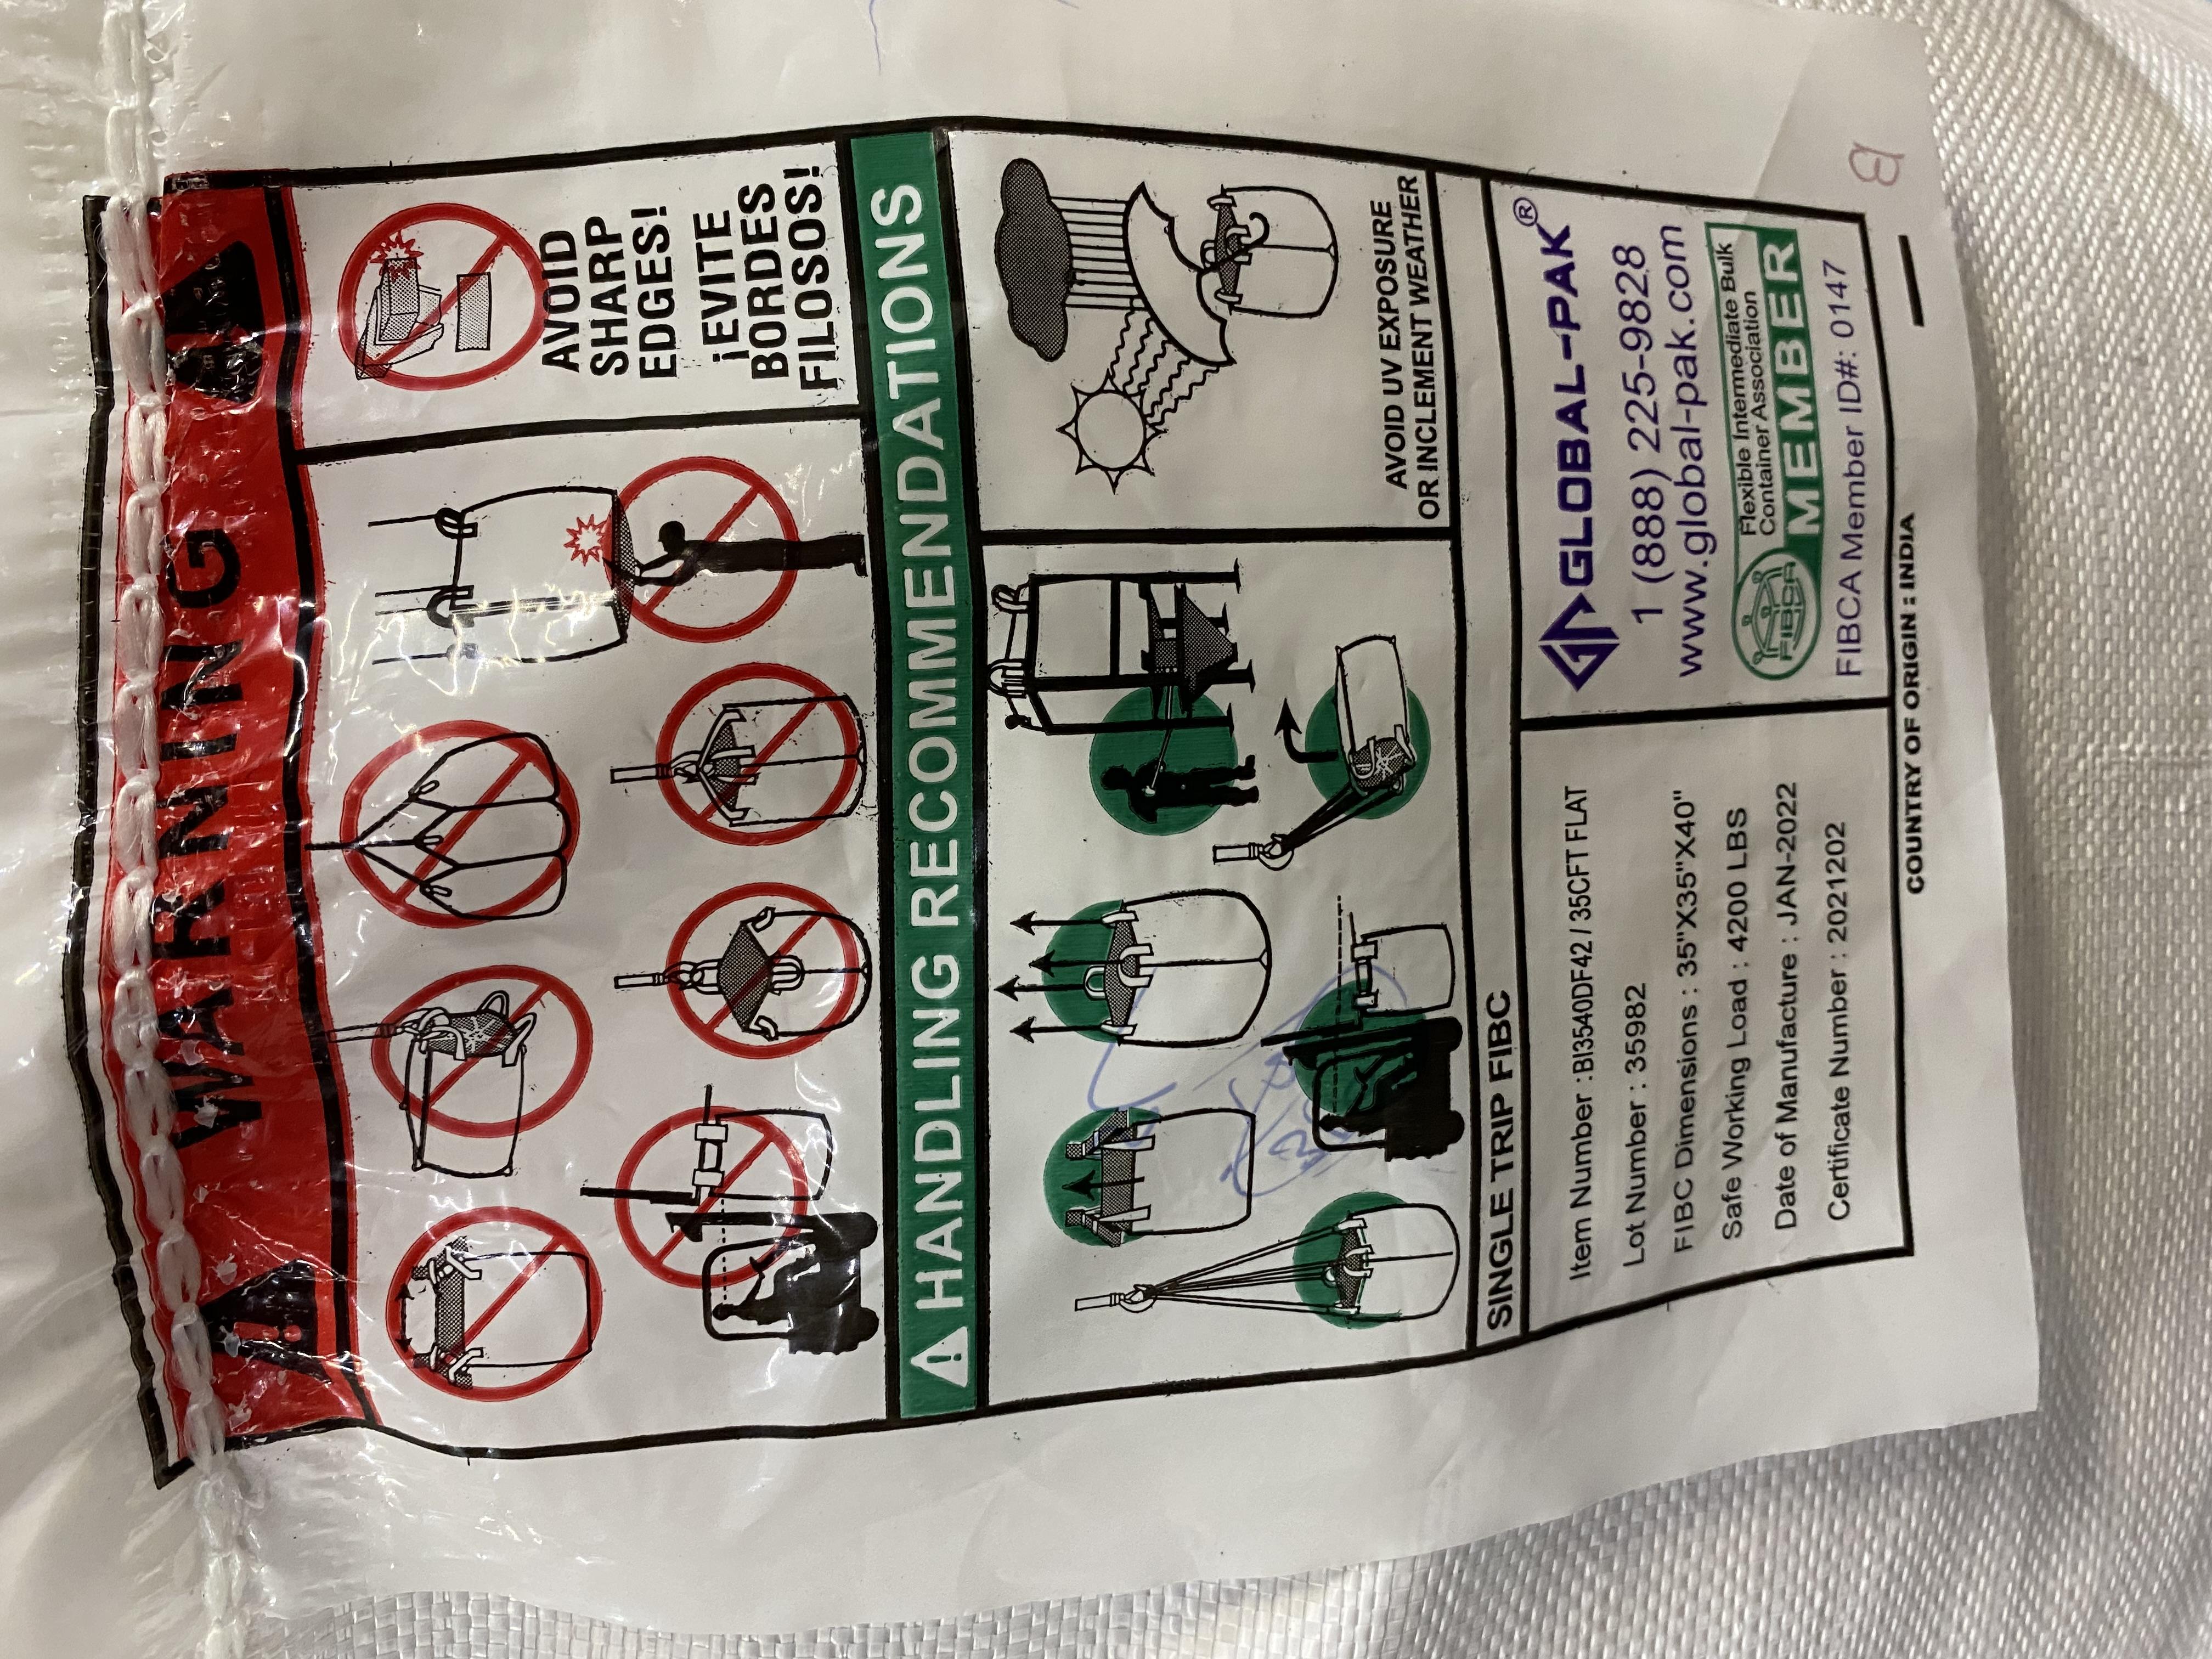 WARNING
AVOID
SHARP
EDGES!
¡EVITE
BORDES
FILOSOS!
HANDLING RECOMMENDATIONS
AVOID UV EXPOSURE
OR INCLEMENT WEATHER
SINGLE TRIP FIBC
Item Number : BI3540DF42 / 35CFT FLAT
Lot Number : 35982
FIBC Dimensions : 35"X35"X40"
Safe Working Load : 4200 LBS
Date of Manufacture : JAN-2022
Certificate Number : 2021202
GLOBAL-PAK®
1 (888) 225-9828
www.global-pak.com
FIBCA
Flexible Intermediate Bulk
Container Association
MEMBER
FIBCA Member ID#: 0147
COUNTRY OF ORIGIN : INDIA
B